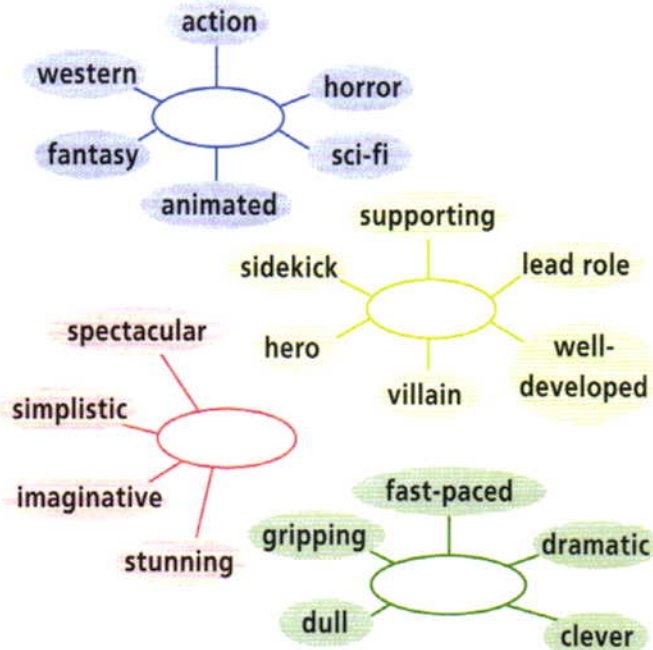 action
western
horror
fantasy
sci-fi
animated
supporting
sidekick
lead role
hero
well-
developed
villain
spectacular
simplistic
imaginative
stunning
fast-paced
gripping
dramatic
dull
clever